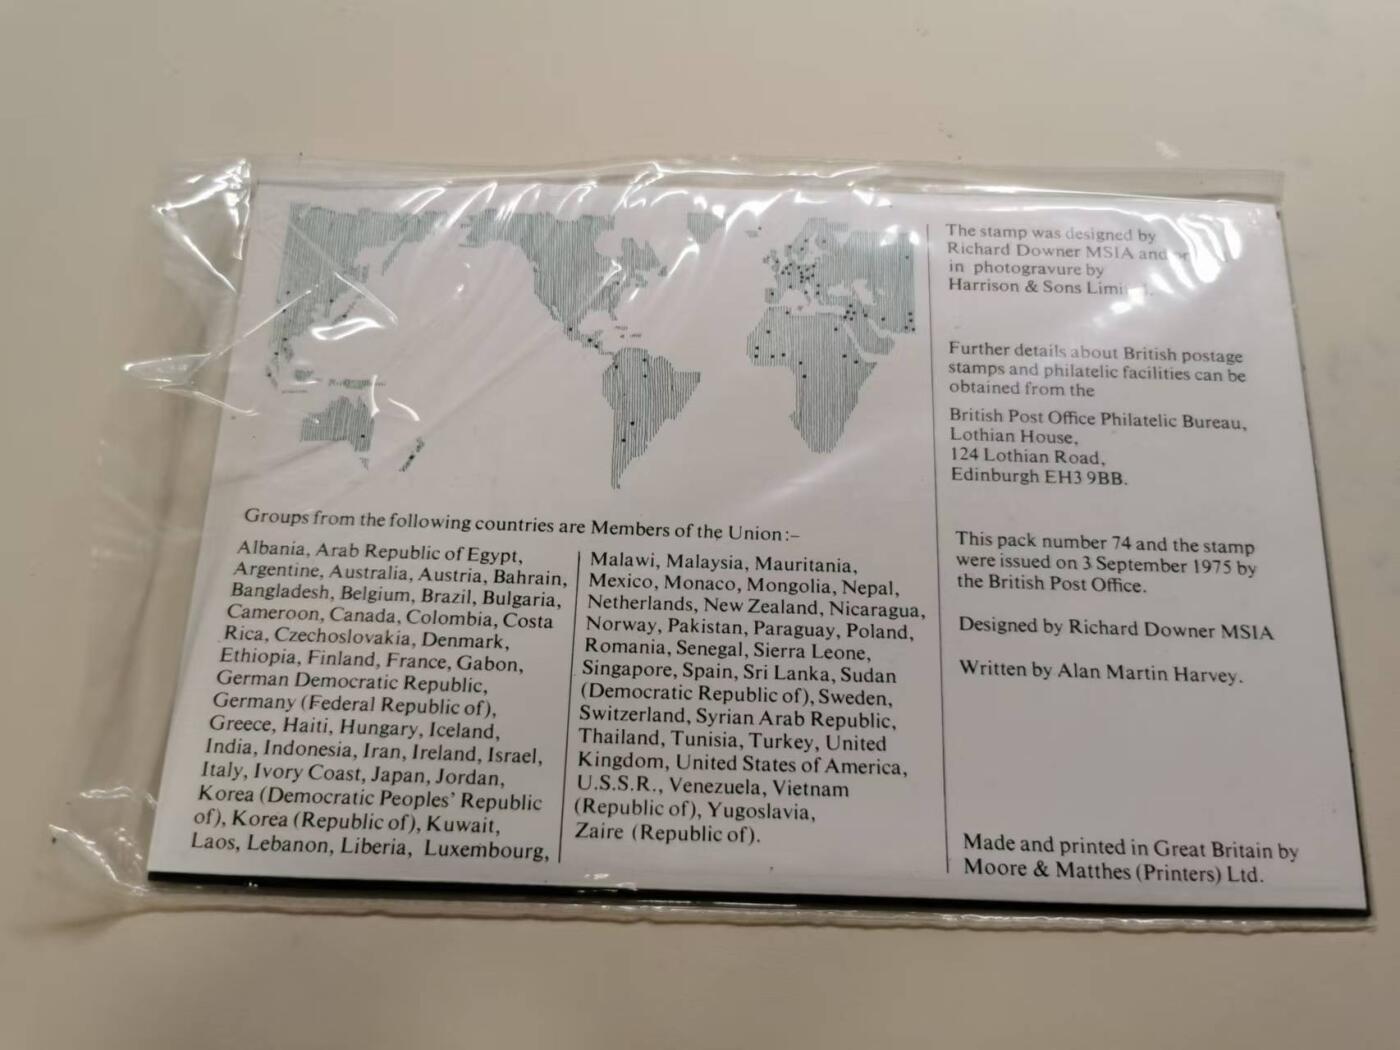 Groups from the following countries are Members of the Union:–
Albania, Arab Republic of Egypt,
Argentine, Australia, Austria, Bahrain,
Bangladesh, Belgium, Brazil, Bulgaria,
Cameroon, Canada, Colombia, Costa
Rica, Czechoslovakia, Denmark,
Ethiopia, Finland, France, Gabon,
German Democratic Republic,
Germany (Federal Republic of),
Greece, Haiti, Hungary, Iceland,
India, Indonesia, Iran, Ireland, Israel,
Italy, Ivory Coast, Japan, Jordan,
Korea (Democratic Peoples' Republic
of), Korea (Republic of), Kuwait,
Laos, Lebanon, Liberia, Luxembourg,
Malawi, Malaysia, Mauritania,
Mexico, Monaco, Mongolia, Nepal,
Netherlands, New Zealand, Nicaragua,
Norway, Pakistan, Paraguay, Poland,
Romania, Senegal, Sierra Leone,
Singapore, Spain, Sri Lanka, Sudan
(Democratic Republic of), Sweden,
Switzerland, Syrian Arab Republic,
Thailand, Tunisia, Turkey, United
Kingdom, United States of America,
U.S.S.R., Venezuela, Vietnam
(Republic of), Yugoslavia,
Zaire (Republic of).
The stamp was designed by
Richard Downer MSIA and
in photogravure by
Harrison & Sons
Further details about British postage
stamps and philatelic facilities can be
obtained from the
British Post Office Philatelic Bureau,
Lothian House,
124 Lothian Road,
Edinburgh EH3 9BB.
This pack number 74 and the stamp
were issued on 3 September 1975 by
the British Post Office.
Designed by Richard Downer MSIA
Written by Alan Martin Harvey.
Made and printed in Great Britain by
Moore & Matthes (Printers) Ltd.